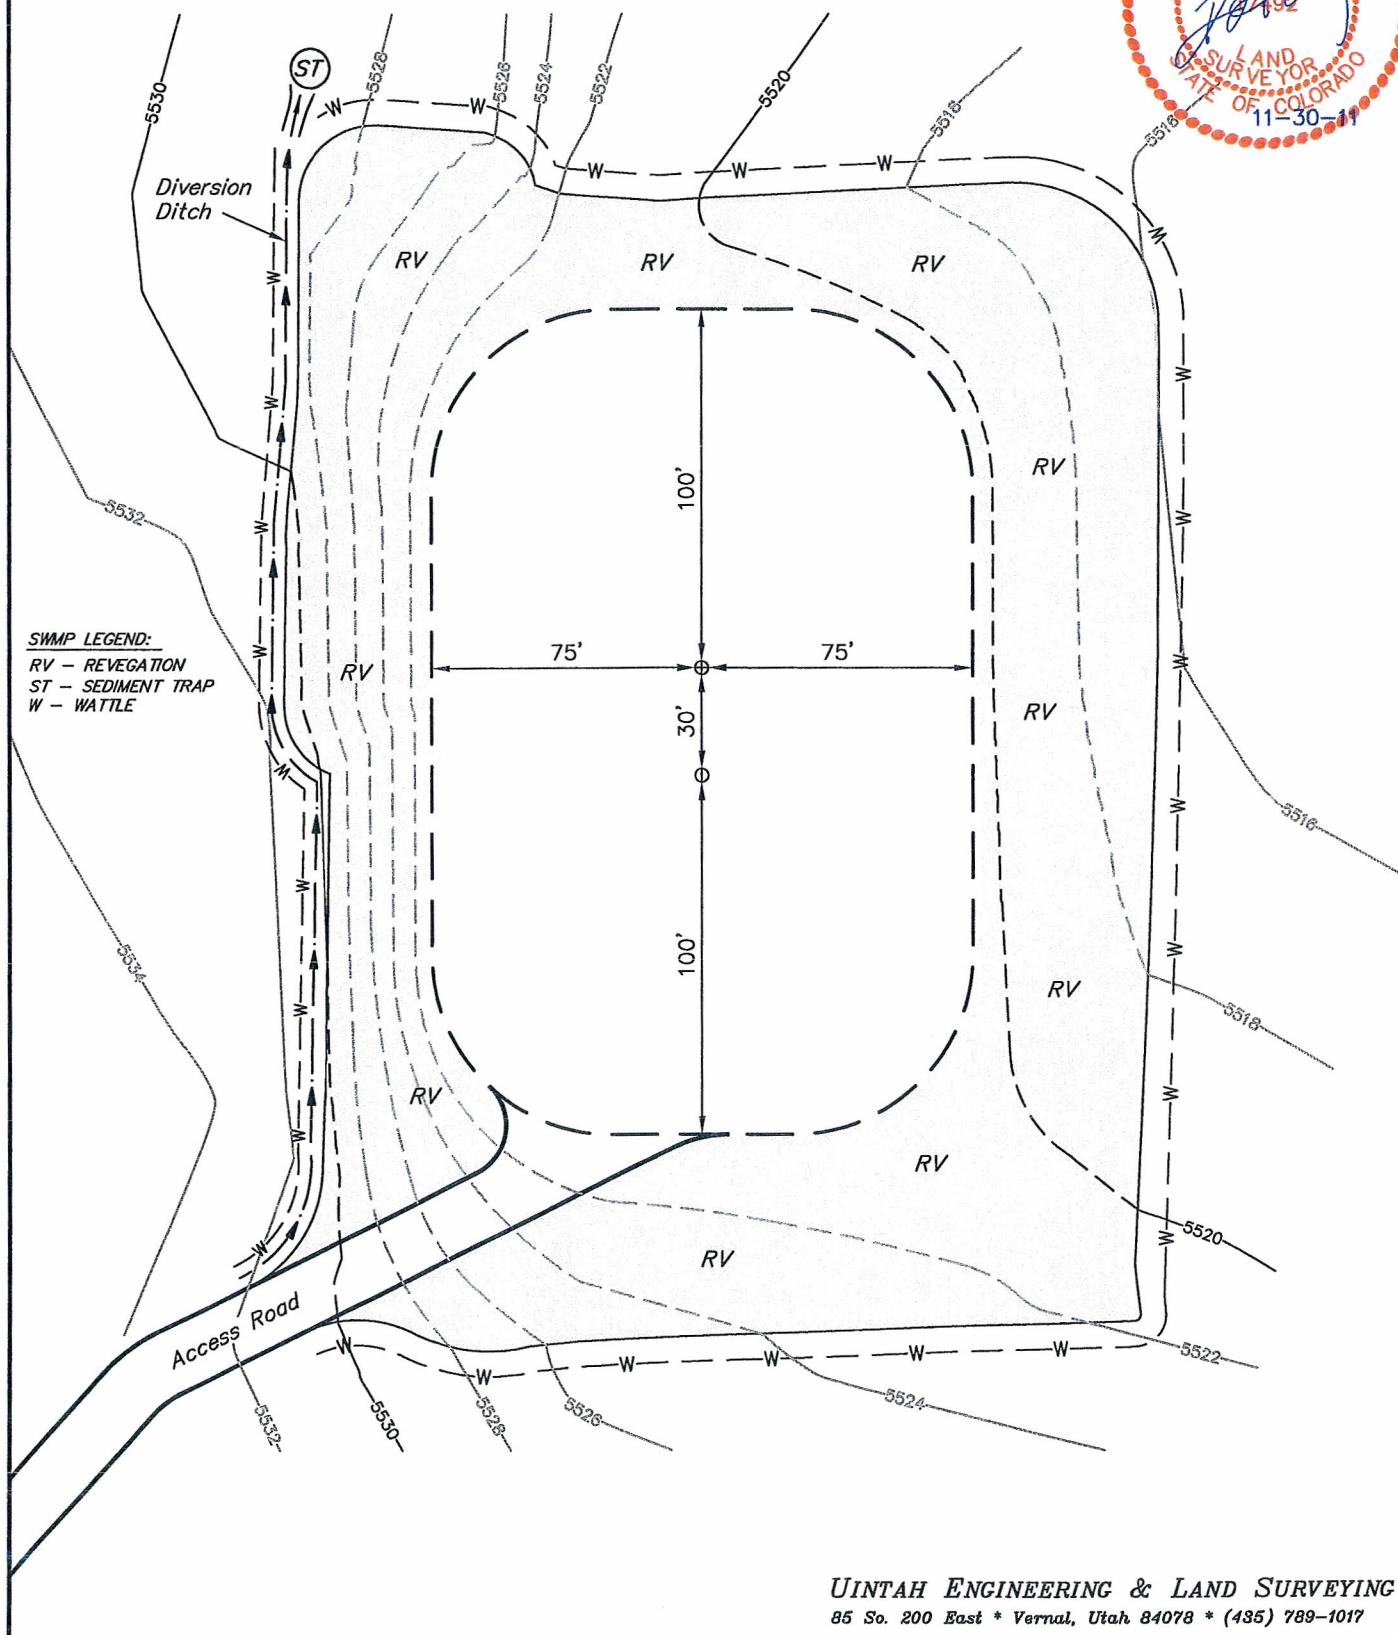 ST
5530
5528
5526
5524
5522
5520
5518
5516
LAND
SURVEYOR
STATE OF COLORADO
11-30-11
W
W
W
W
W
W
Diversion
Ditch
RV
RV
RV
W
W
W
W
RV
5532
W
W
100'
SWMP LEGEND:
RV – REVEGATION
ST – SEDIMENT TRAP
W – WATTLE
W
RV
75'
75'
W
RV
30'
W
W
5516
W
W
5534
100'
W
RV
W
5518
RV
W
W
RV
W
RV
W
5520
Access Road
W
W
W
W
W
W
5522
5532
5530
5528
5526
5524
UINTAH ENGINEERING & LAND SURVEYING
85 So. 200 East * Vernal, Utah 84078 * (435) 789-1017